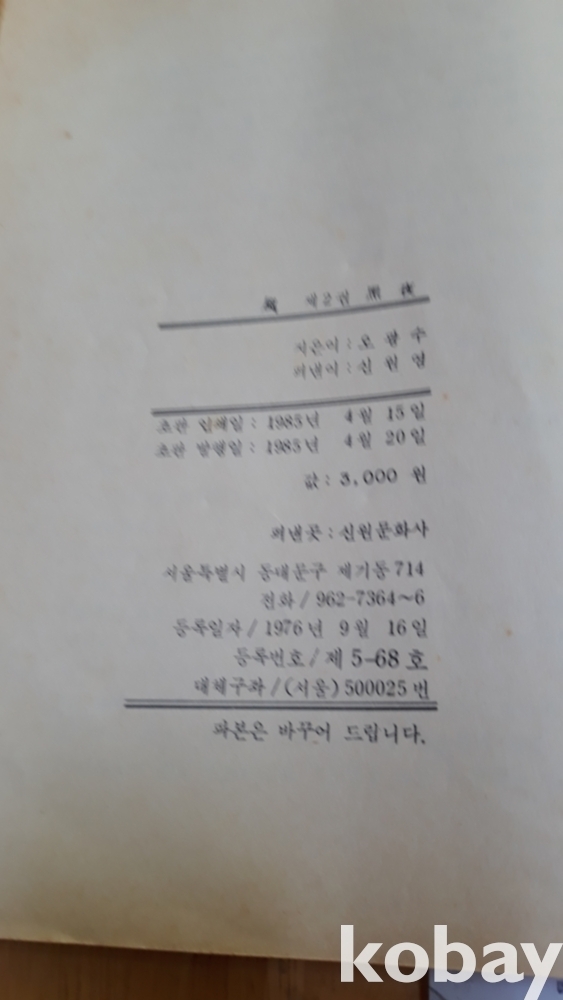 제2권 黑夜
지은이 : 오 광 수
펴낸이 : 신 원 영
초판 인쇄일 : 1985년 4월 15일
초판 발행일 : 1985년 4월 20일
값 : 3,000 원
펴낸곳 : 신원문화사
서울특별시 동대문구 제기동 714
전화 / 962-7364~6
등록일자 / 1976년 9월 16일
등록번호 / 제 5-68 호
대체구좌 / (서울) 500025 번
파본은 바꾸어 드립니다.
kobay